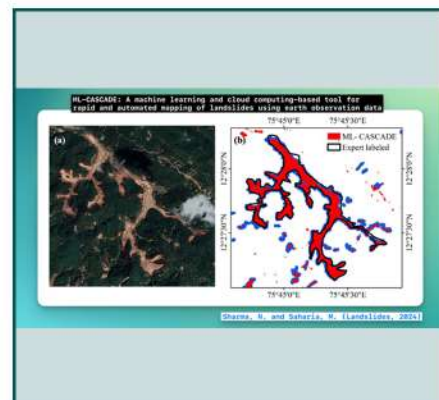 ML-CASCADE: A machine learning and cloud computing-based tool for
rapid and automated mapping of landslides using earth observation data
(a)
75°45'0"E 75°45'30"E
(b)
ML- CASCADE
Expert labeled
12°28'0"N
12°27'30"N
12°28'0"N
12°27'30"N
75°45'0"E 75°45'30"E
Sharma, N. and Saharia, M. (Landslides, 2024)